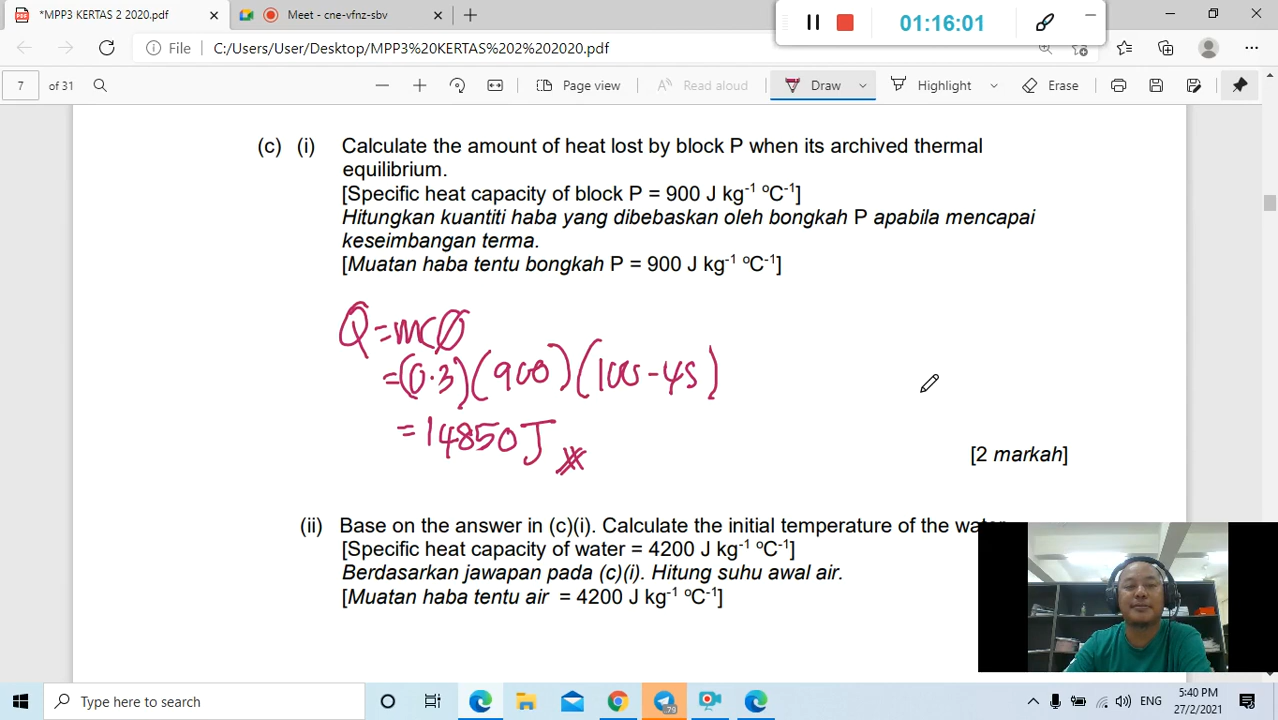 *MPP3 KERTAS 2 2020.pdf
Meet - cne-vfnz-sbv
01:16:01
File
C:/Users/User/Desktop/MPP3%20KERTAS%202%202020.pdf
7 of 31
Page view
Read aloud
Draw
Highlight
Erase
(c) (i) Calculate the amount of heat lost by block P when its archived thermal
equilibrium.
[Specific heat capacity of block P = 900 J kg⁻¹ ºC⁻¹]
Hitungkan kuantiti haba yang dibebaskan oleh bongkah P apabila mencapai
keseimbangan terma.
[Muatan haba tentu bongkah P = 900 J kg⁻¹ ºC⁻¹]
Q = mcθ
= (0.3)(900)(100-45)
= 14850 J
[2 markah]
(ii) Base on the answer in (c)(i). Calculate the initial temperature of the
[Specific heat capacity of water = 4200 J kg⁻¹ ºC⁻¹]
Berdasarkan jawapan pada (c)(i). Hitung suhu awal air.
[Muatan haba tentu air = 4200 J kg⁻¹ ºC⁻¹]
Type here to search
79
ENG
5:40 PM
27/2/2021